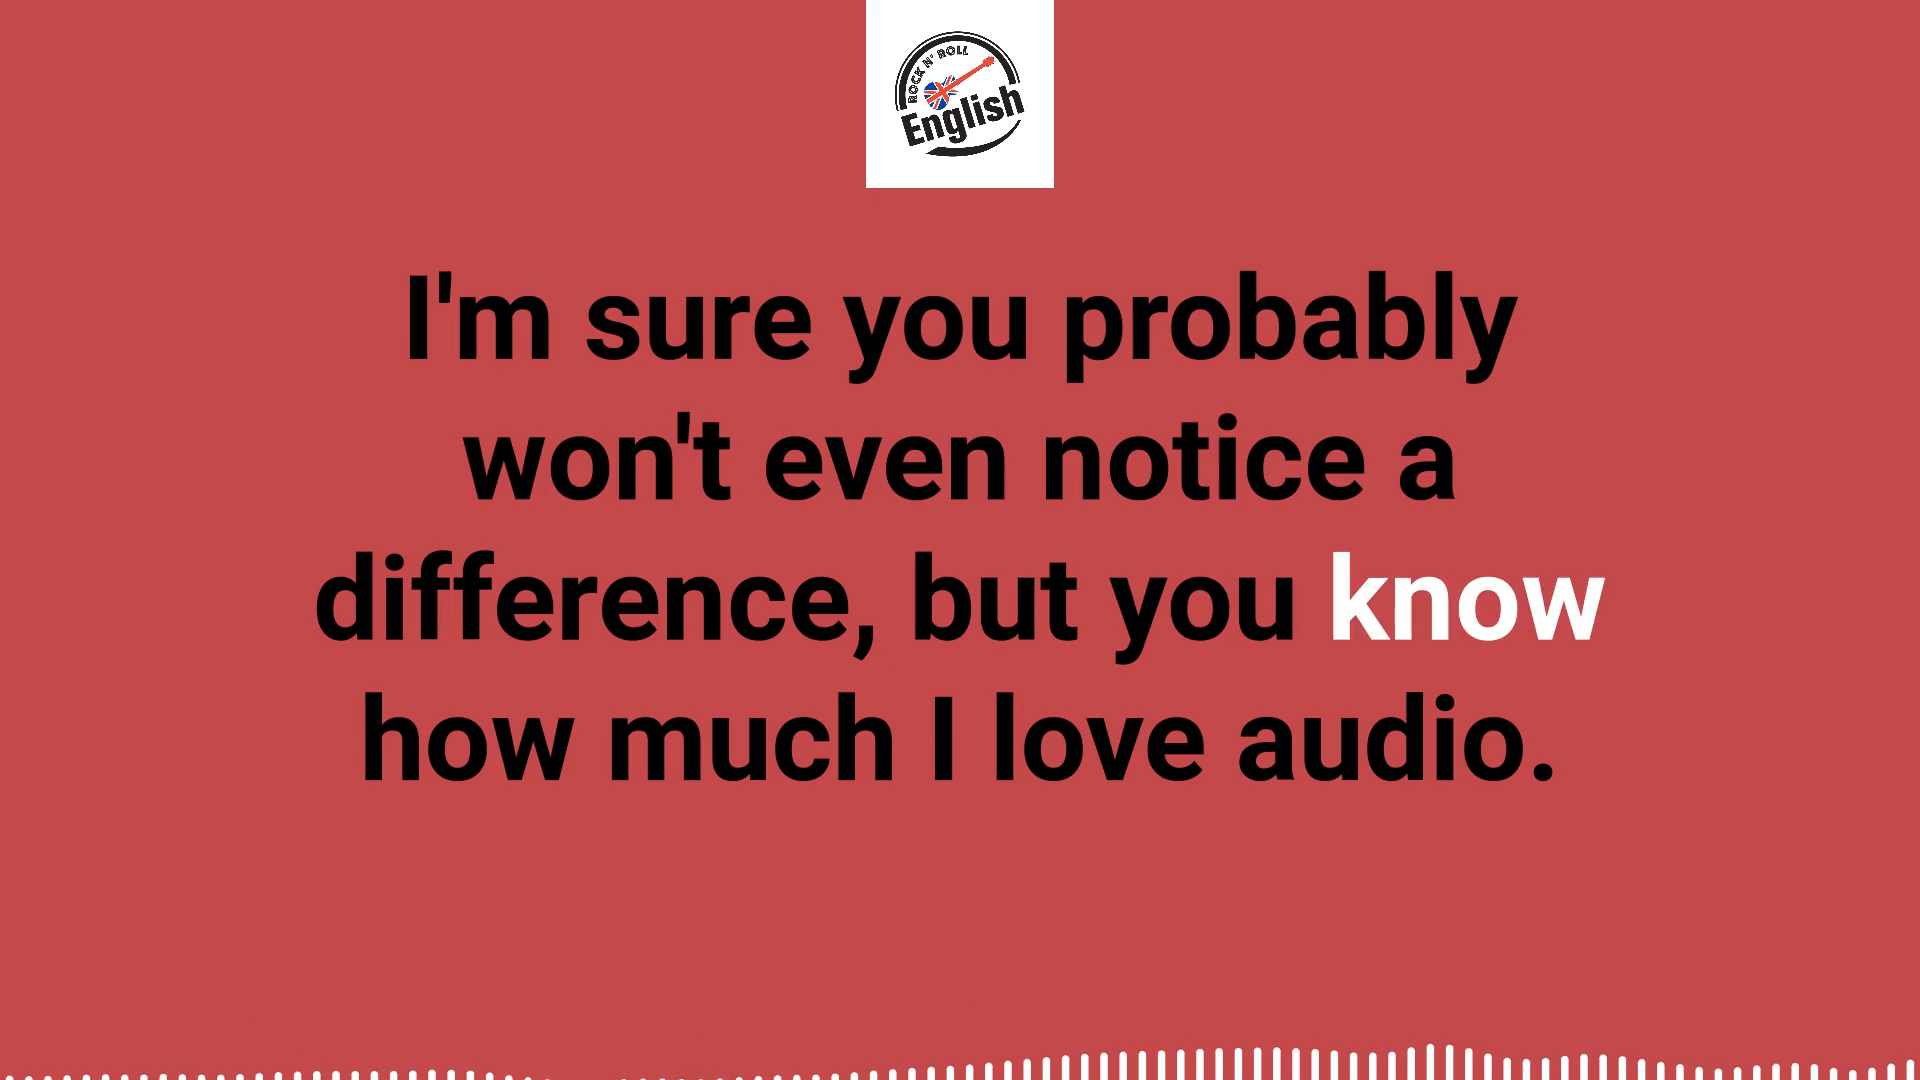 ROCK N' ROLL
English
I'm sure you probably
won't even notice a
difference, but you know
how much I love audio.